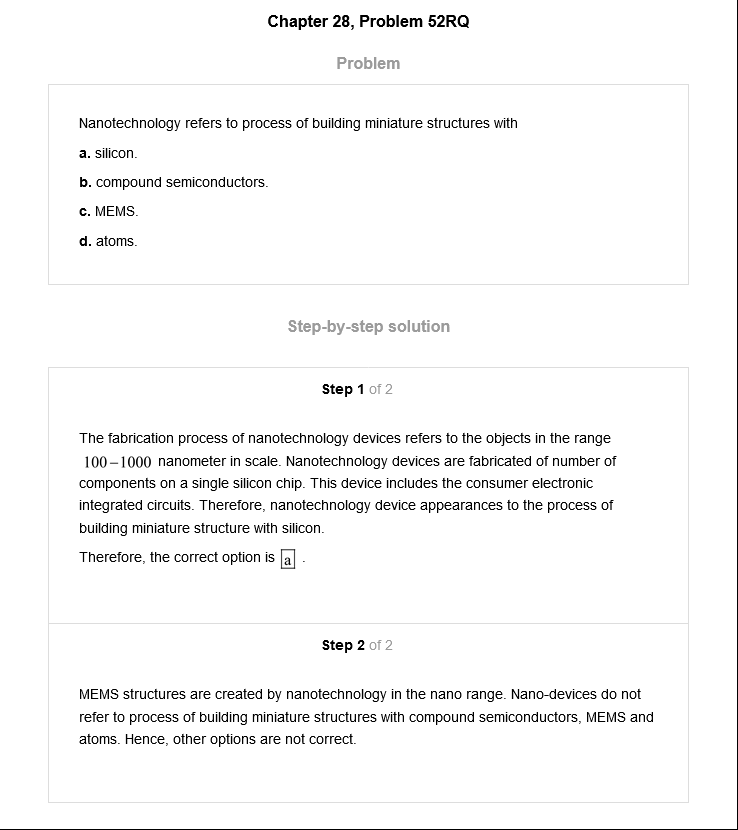 Chapter 28, Problem 52RQ
Problem
Nanotechnology refers to process of building miniature structures with
a. silicon.
b. compound semiconductors.
c. MEMS.
d. atoms.
Step-by-step solution
Step 1 of 2
The fabrication process of nanotechnology devices refers to the objects in the range
100–1000 nanometer in scale. Nanotechnology devices are fabricated of number of
components on a single silicon chip. This device includes the consumer electronic
integrated circuits. Therefore, nanotechnology device appearances to the process of
building miniature structure with silicon.
Therefore, the correct option is a .
Step 2 of 2
MEMS structures are created by nanotechnology in the nano range. Nano-devices do not
refer to process of building miniature structures with compound semiconductors, MEMS and
atoms. Hence, other options are not correct.